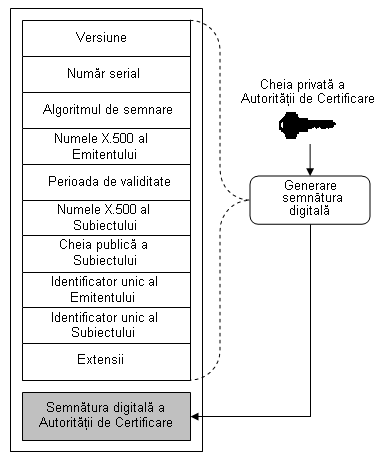 Versiune
Număr serial
Algoritmul de semnare
Numele X.500 al
Emitentului
Perioada de validitate
Numele X.500 al
Subiectului
Cheia publică a
Subiectului
Identificator unic al
Emitentului
Identificator unic al
Subiectului
Extensii
Semnătura digitală a
Autorităţii de Certificare
Cheia privată a
Autorităţii de Certificare
Generare
semnătura
digitală